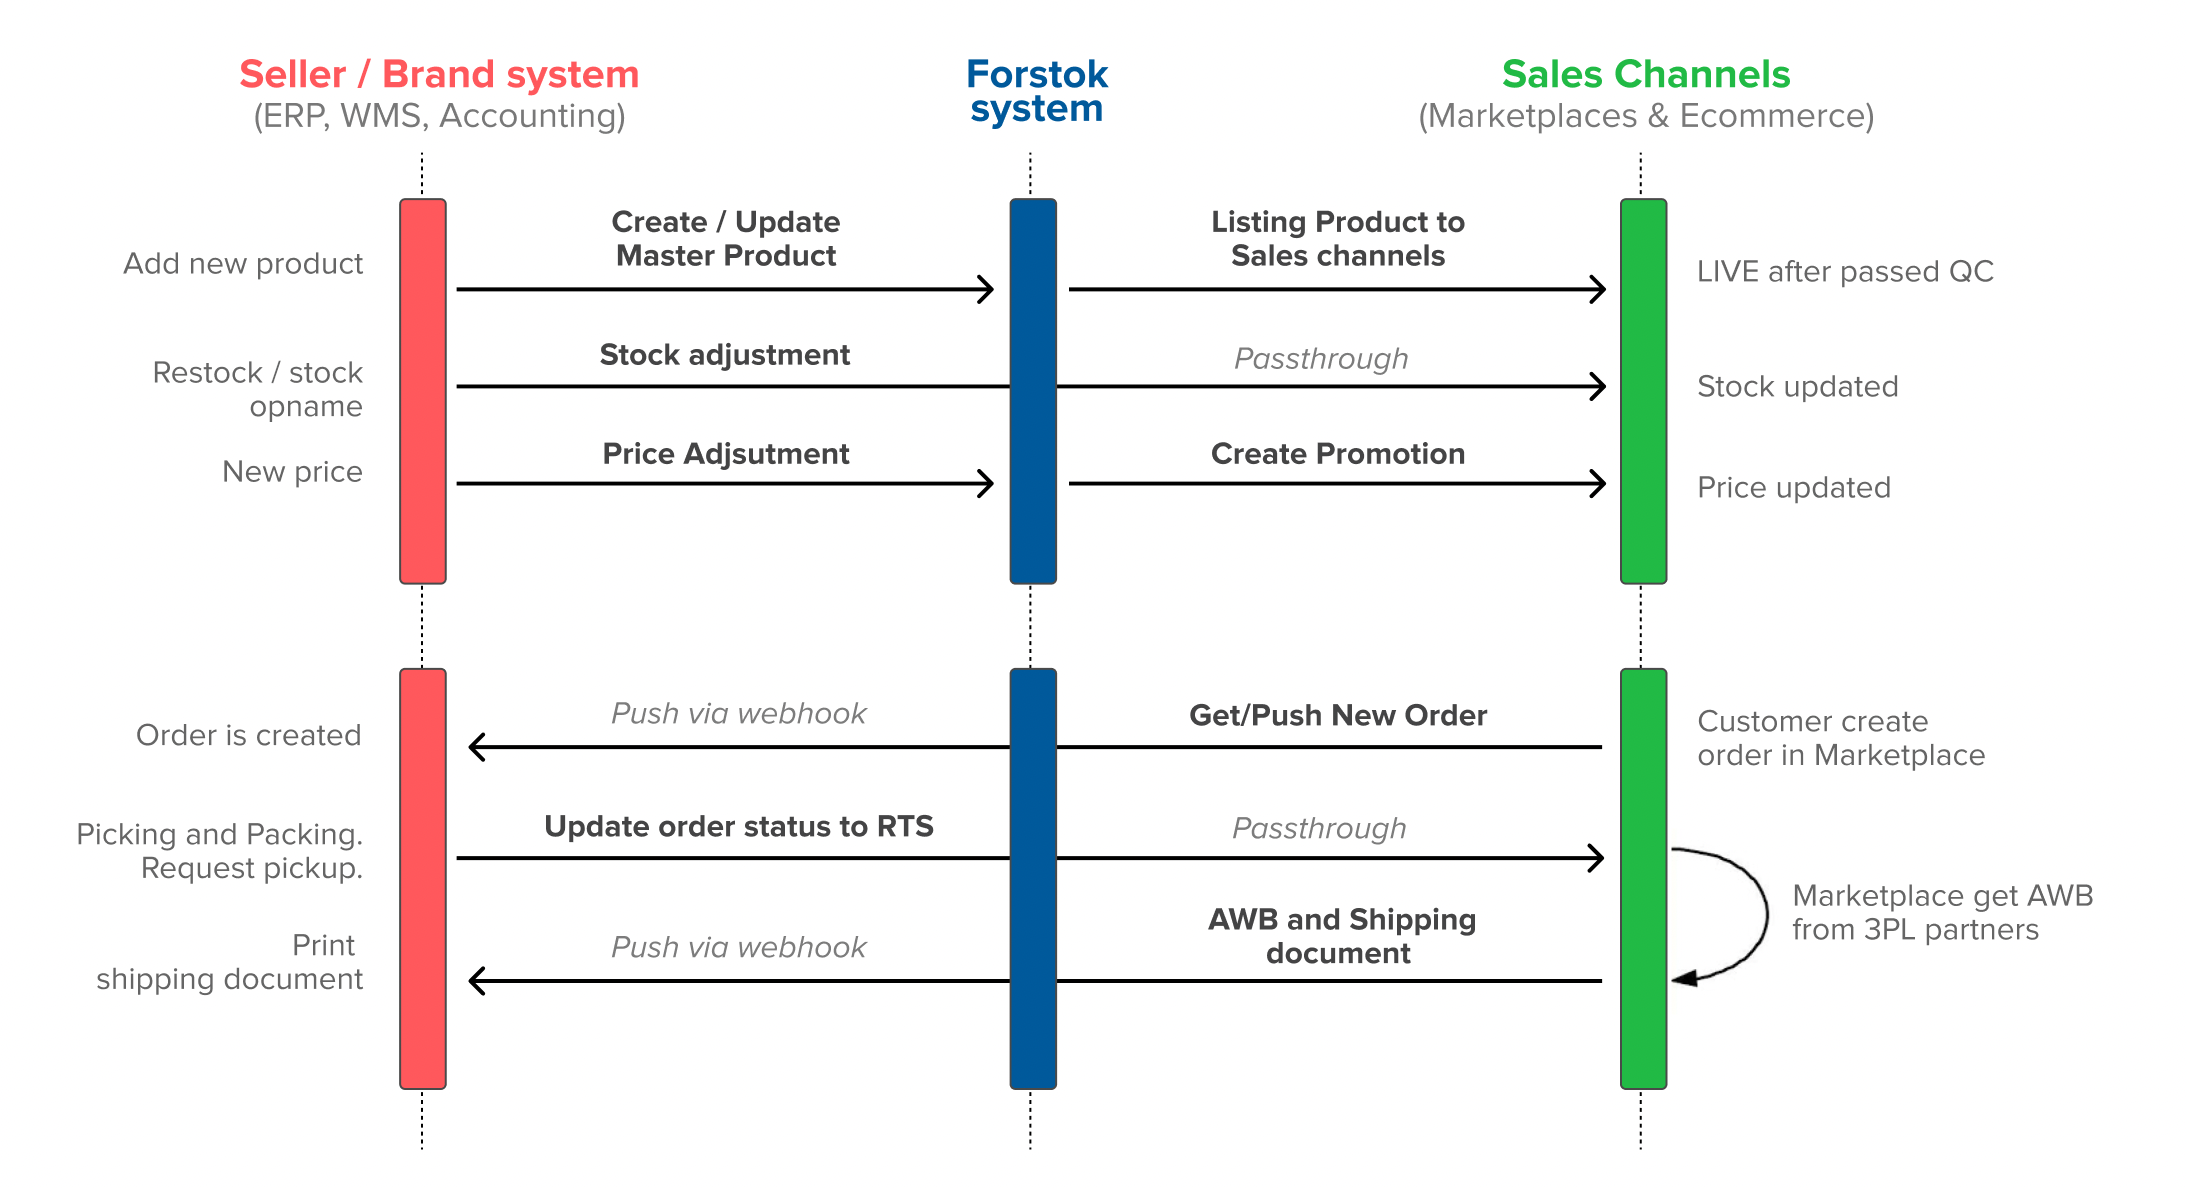 Seller / Brand system
(ERP, WMS, Accounting)
Forstok
system
Sales Channels
(Marketplaces & Ecommerce)
Add new product
Create / Update
Master Product
Listing Product to
Sales channels
LIVE after passed QC
Restock / stock
opname
Stock adjustment
Passthrough
Stock updated
New price
Price Adjsutment
Create Promotion
Price updated
Order is created
Push via webhook
Get/Push New Order
Customer create
order in Marketplace
Picking and Packing.
Request pickup.
Update order status to RTS
Passthrough
Marketplace get AWB
from 3PL partners
Print
shipping document
Push via webhook
AWB and Shipping
document